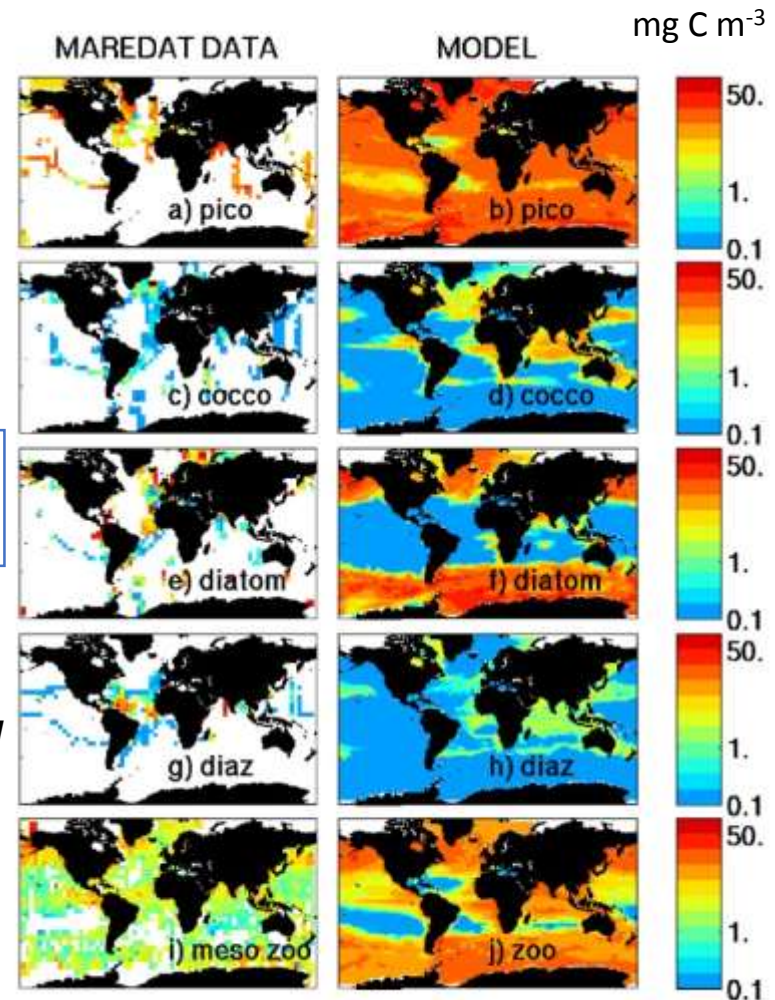 mg C m-3
MAREDAT DATA MODEL
a) pico b) pico 50. 1. 0.1
c) cocco d) cocco 50. 1. 0.1
e) diatom f) diatom 50. 1. 0.1
g) diaz h) diaz 50. 1. 0.1
i) meso zoo j) zoo 50. 1. 0.1